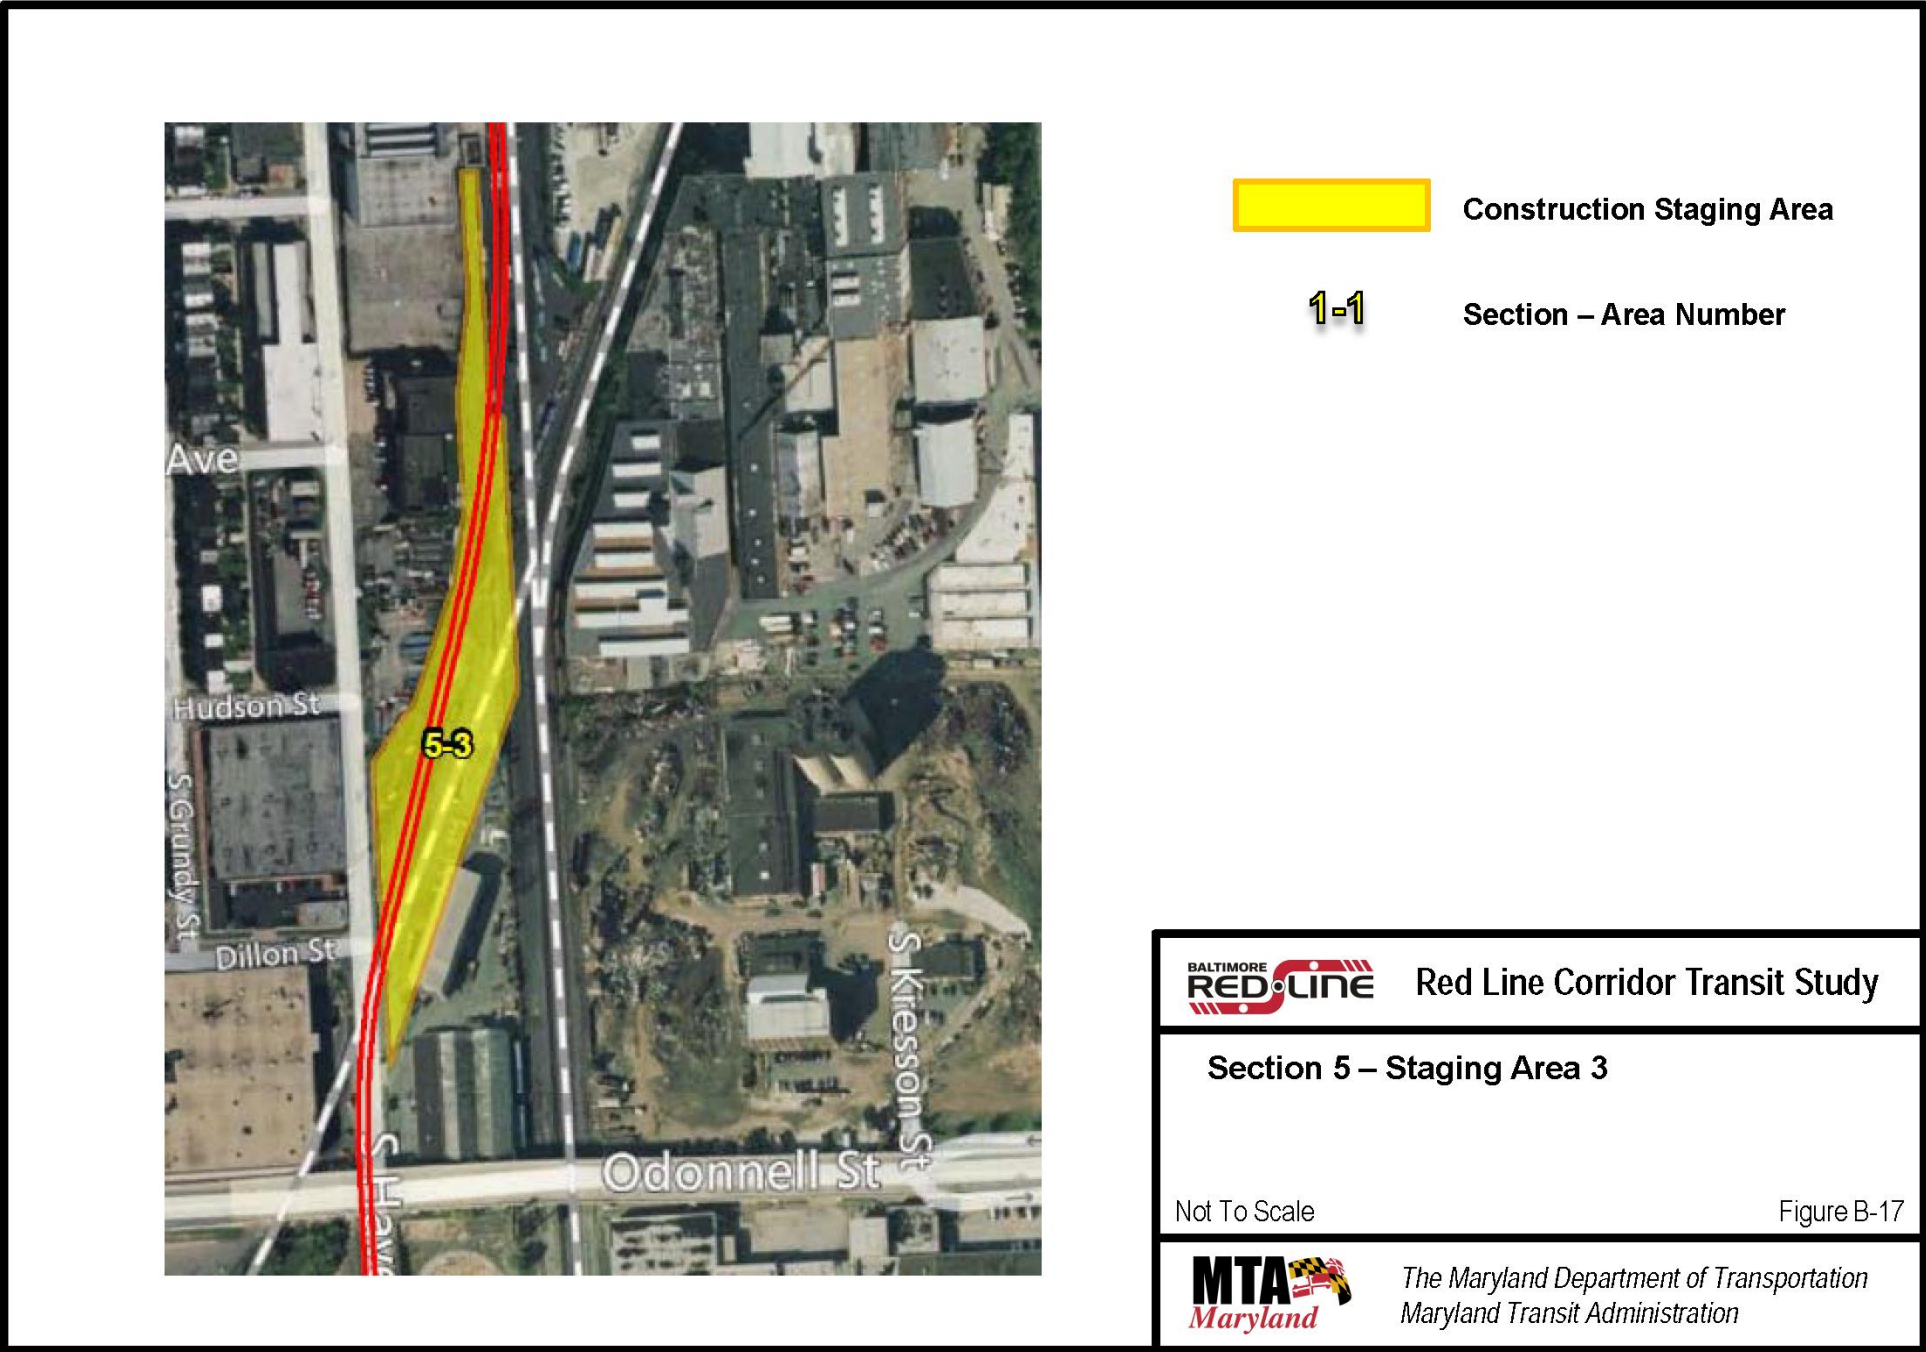 Construction Staging Area
1-1
Section – Area Number
Ave
Hudson St
5-3
S Grundy St
Dillon St
S Kresson St
Odonnell St
S Have
BALTIMORE
RED LINE
Red Line Corridor Transit Study
Section 5 – Staging Area 3
Not To Scale
Figure B-17
MTA
Maryland
The Maryland Department of Transportation
Maryland Transit Administration